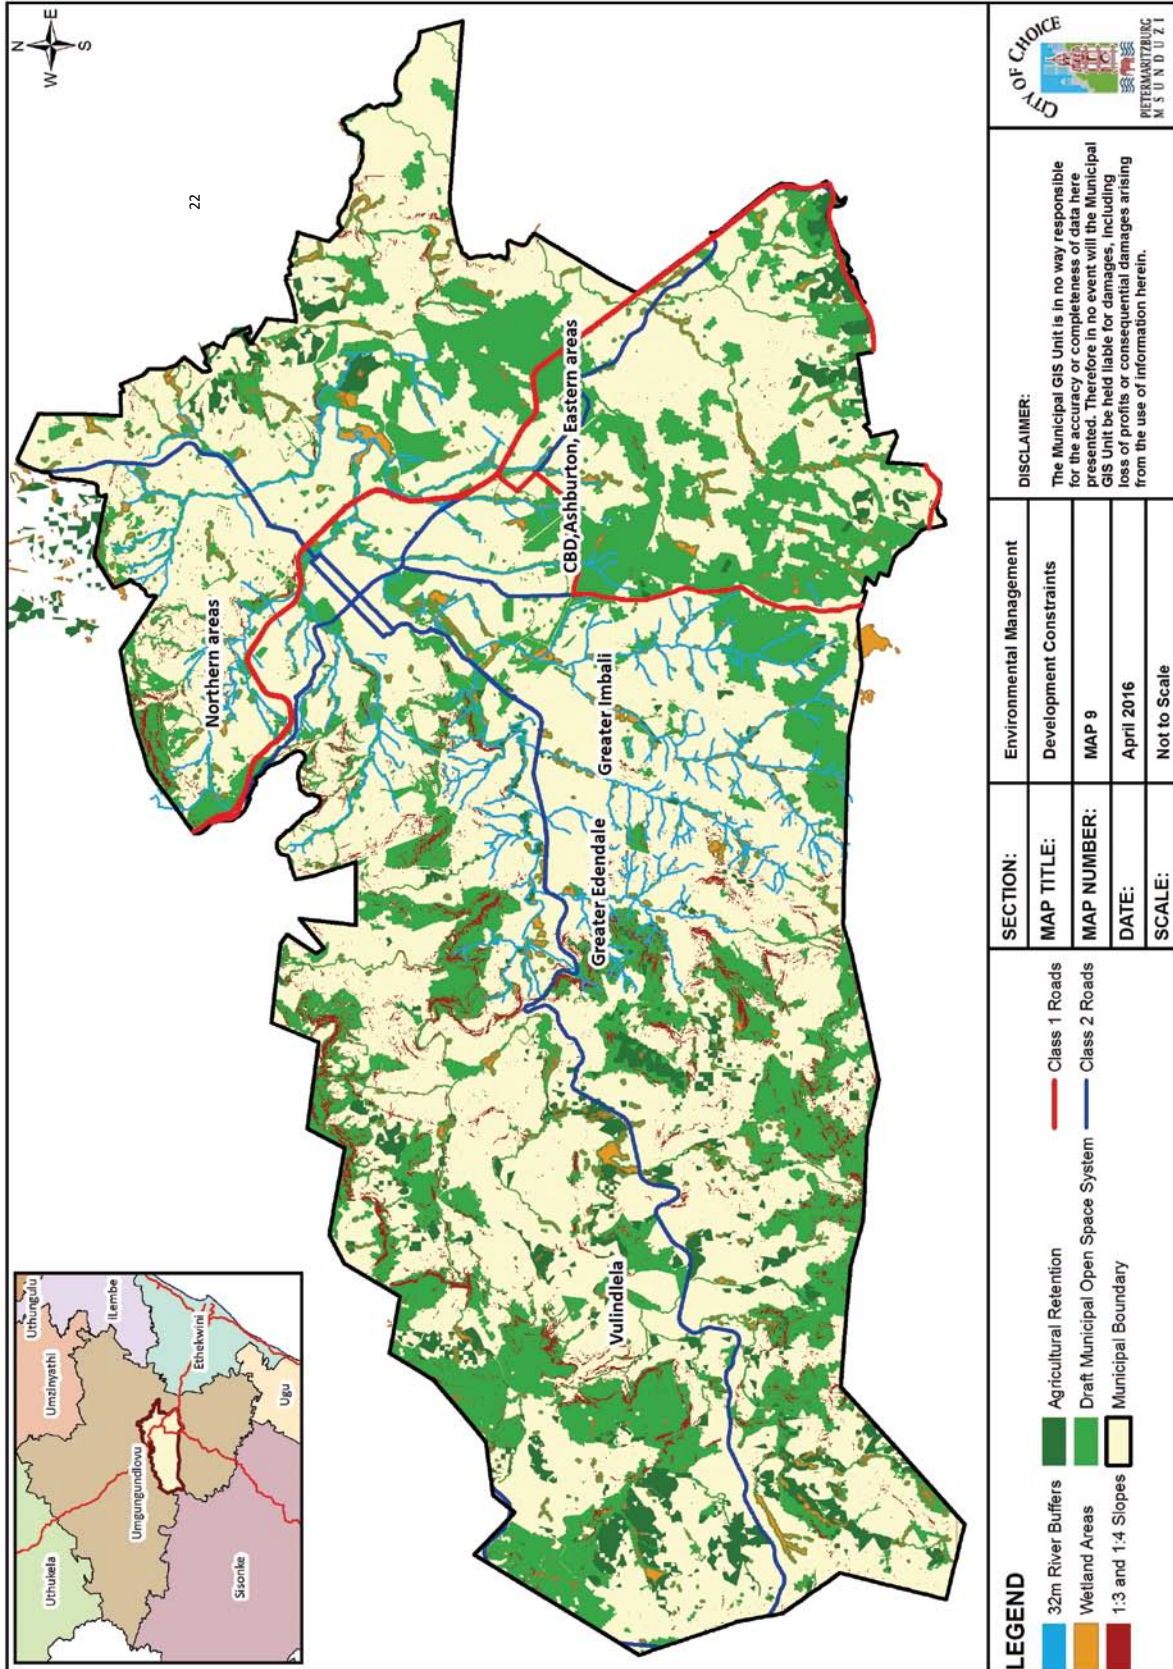 N
W
E
S
22
Uthungulu
Umzinyathi
iLembe
Uthukela
Umgungundlovu
Ethekwini
Ugu
Sisonke
Northern areas
CBD,Ashburton, Eastern areas
Greater Imbali
Greater Edendale
Vulindlela
LEGEND
32m River Buffers
Wetland Areas
1:3 and 1:4 Slopes
Agricultural Retention
Draft Municipal Open Space System
Municipal Boundary
Class 1 Roads
Class 2 Roads
SECTION: Environmental Management
MAP TITLE: Development Constraints
MAP NUMBER: MAP 9
DATE: April 2016
SCALE: Not to Scale
DISCLAIMER:
The Municipal GIS Unit is in no way responsible
for the accuracy or completeness of data here
presented. Therefore in no event will the Municipal
GIS Unit be held liable for damages, including
loss of profits or consequential damages arising
from the use of information herein.
CITY OF CHOICE
PIETERMARITZBURG
MSUNDUZI